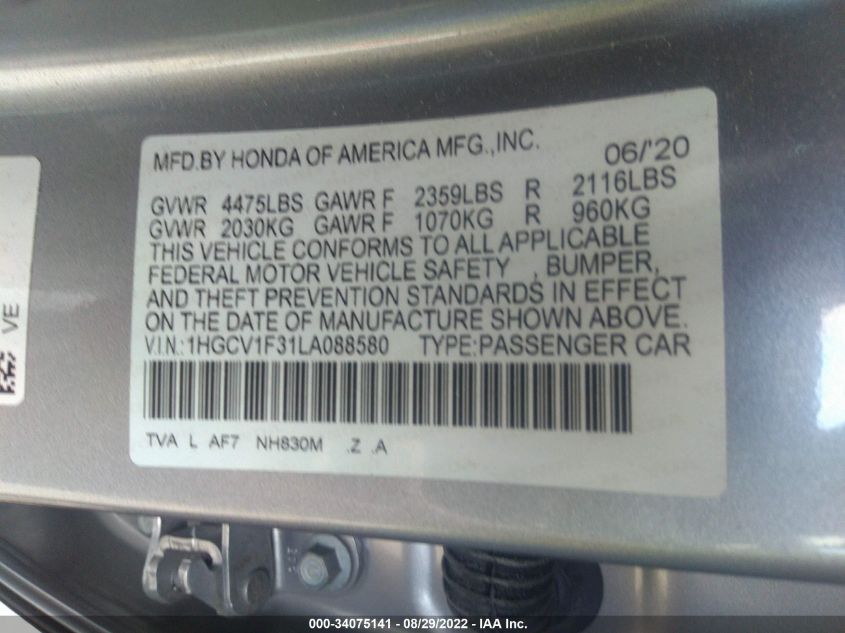 MFD.BY HONDA OF AMERICA MFG.,INC. 06/'20
GVWR 4475LBS GAWR F 2359LBS R 2116LBS
GVWR 2030KG GAWR F 1070KG R 960KG
THIS VEHICLE CONFORMS TO ALL APPLICABLE
FEDERAL MOTOR VEHICLE SAFETY , BUMPER,
AND THEFT PREVENTION STANDARDS IN EFFECT
ON THE DATE OF MANUFACTURE SHOWN ABOVE.
V.I.N.:1HGCV1F31LA088580 TYPE:PASSENGER CAR
TVA L AF7 NH830M .Z .A
VE
000-34075141 - 08/29/2022 - IAA Inc.